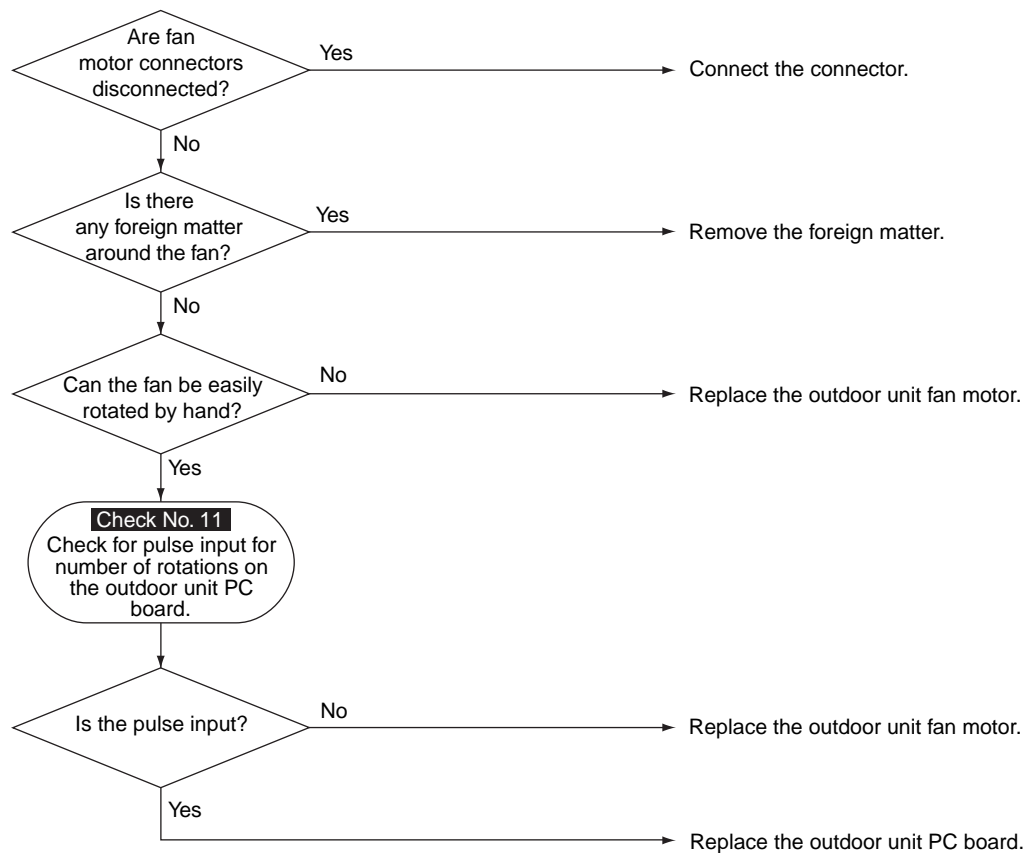 Are fan
motor connectors
disconnected?
Yes
Connect the connector.
No
Is there
any foreign matter
around the fan?
Yes
Remove the foreign matter.
No
Can the fan be easily
rotated by hand?
No
Replace the outdoor unit fan motor.
Yes
Check No. 11
Check for pulse input for
number of rotations on
the outdoor unit PC
board.
Is the pulse input?
No
Replace the outdoor unit fan motor.
Yes
Replace the outdoor unit PC board.